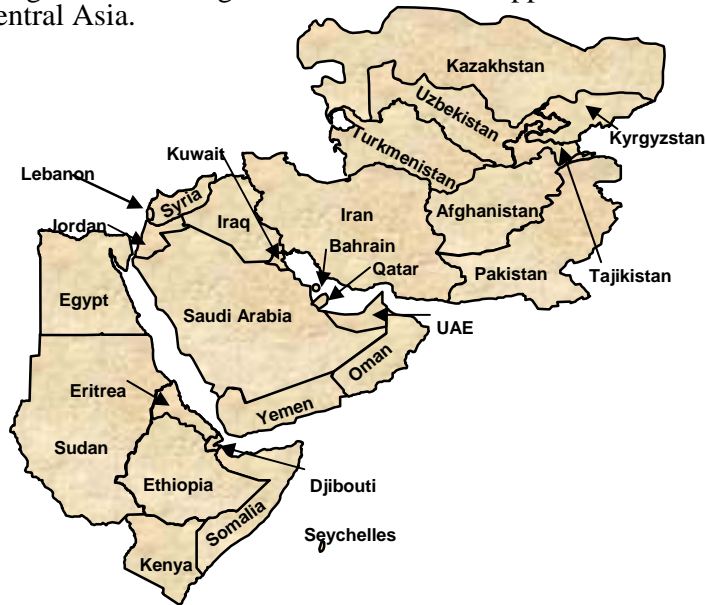 entral Asia.
Kazakhstan
Uzbekistan
Kyrgyzstan
Turkmenistan
Kuwait
Lebanon
Syria
Iraq
Iran
Afghanistan
Jordan
Bahrain
Qatar
Pakistan
Tajikistan
Egypt
Saudi Arabia
UAE
Oman
Eritrea
Yemen
Sudan
Ethiopia
Djibouti
Somalia
Seychelles
Kenya